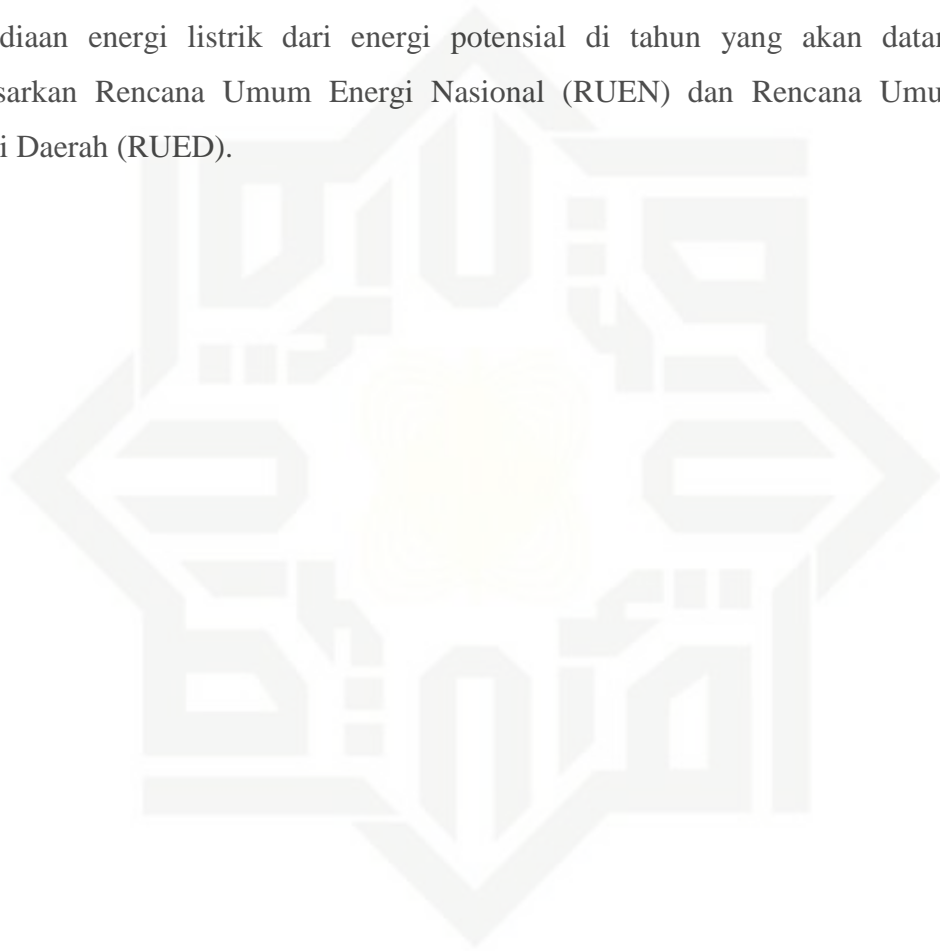 diaan energi listrik dari energi potensial di tahun yang akan datan
sarkan Rencana Umum Energi Nasional (RUEN) dan Rencana Umu
i Daerah (RUED).